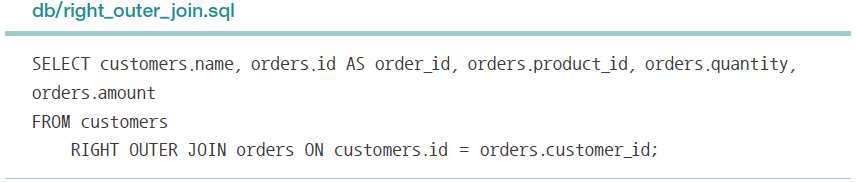 db/right_outer_join.sql
SELECT customers.name, orders.id AS order_id, orders.product_id, orders.quantity,
orders.amount
FROM customers
    RIGHT OUTER JOIN orders ON customers.id = orders.customer_id;